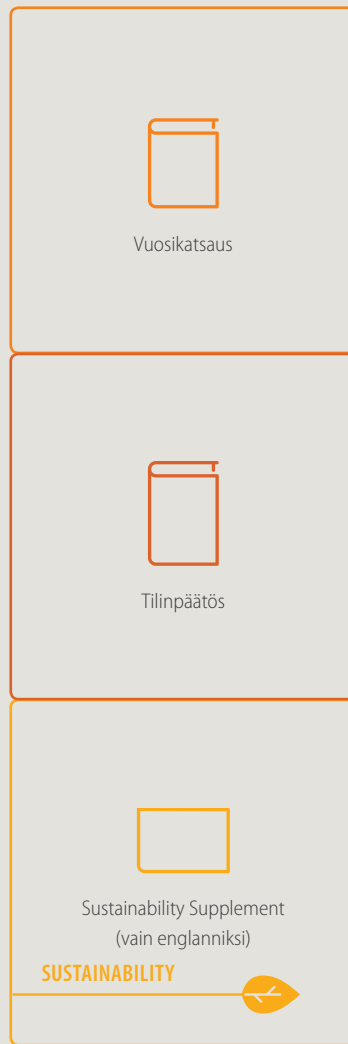 Vuosikatsaus
Tilinpäätös
Sustainability Supplement
(vain englanniksi)
SUSTAINABILITY